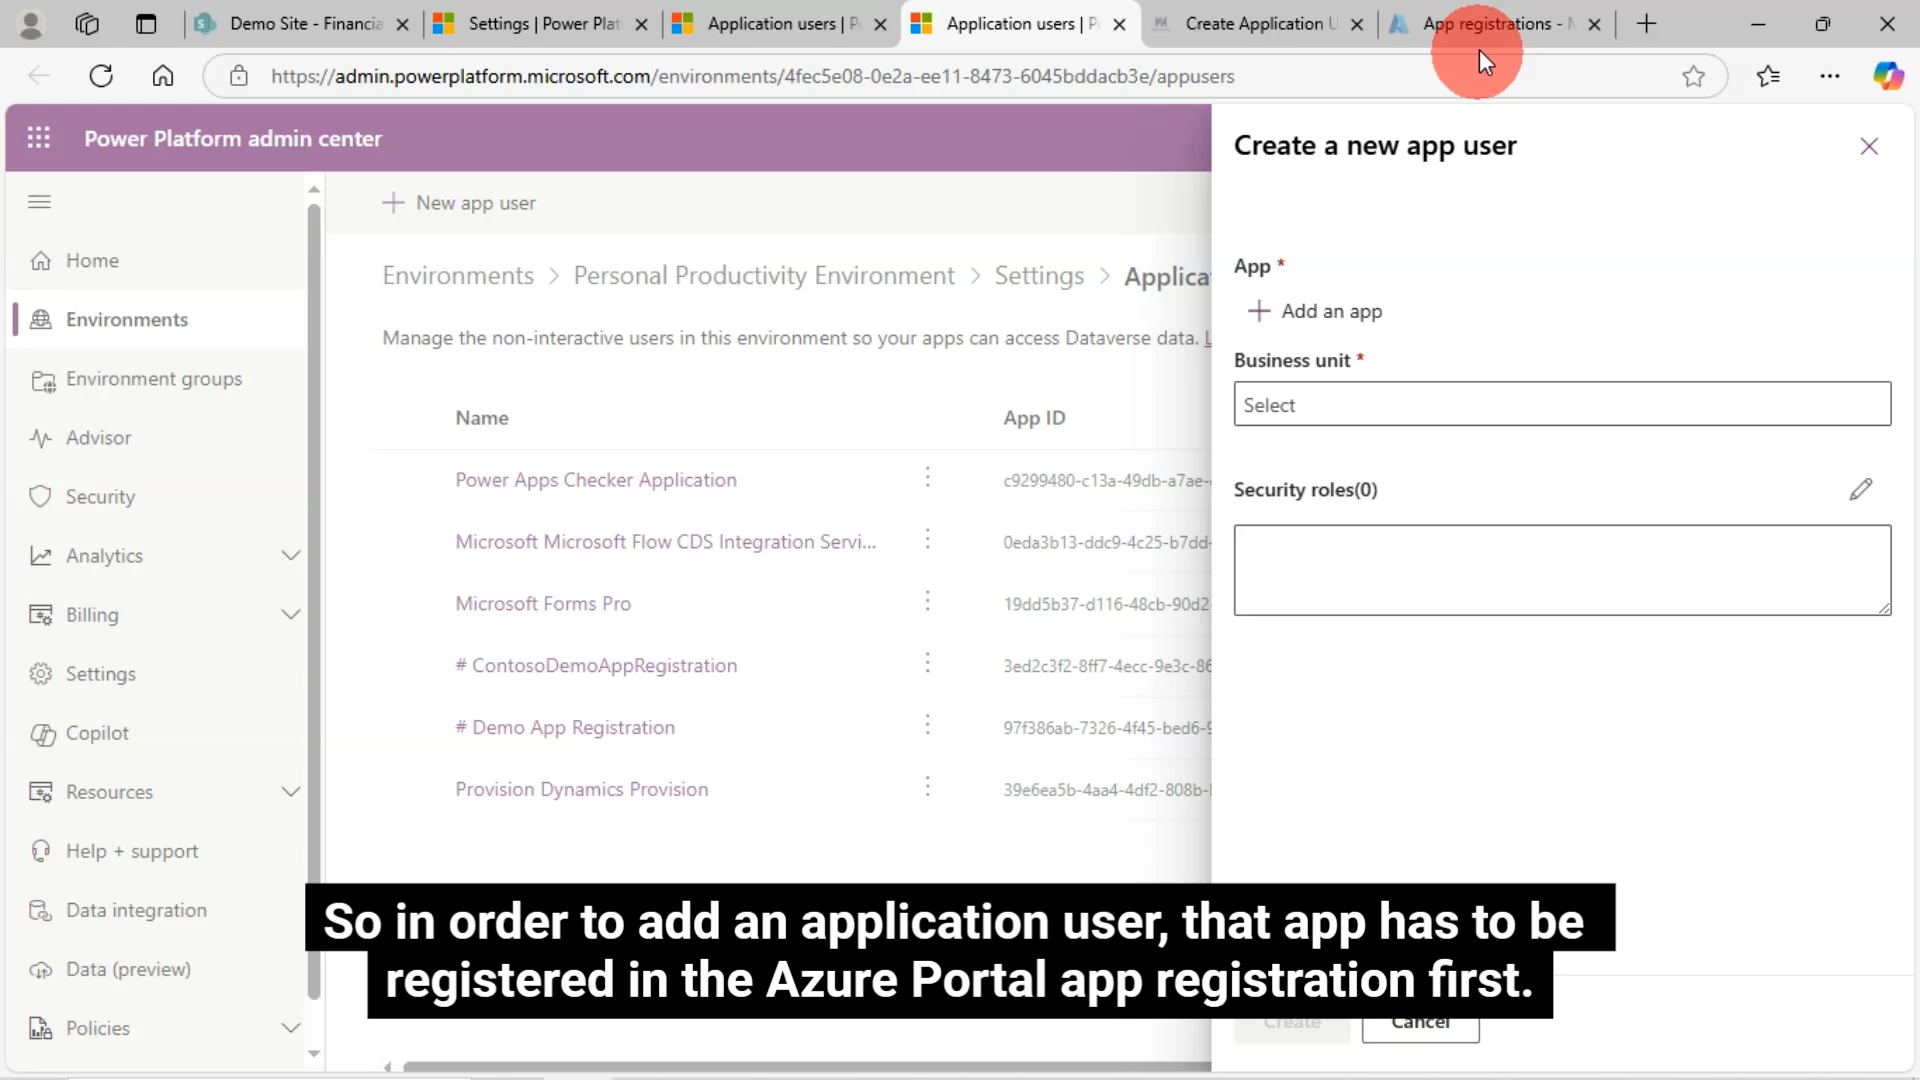 Demo Site - Financia
Settings | Power Plat
Application users | P
Application users | P
Create Application U
App registrations - M
https://admin.powerplatform.microsoft.com/environments/4fec5e08-0e2a-ee11-8473-6045bddacb3e/appusers
Power Platform admin center
Home
Environments
Environment groups
Advisor
Security
Analytics
Billing
Settings
Copilot
Resources
Help + support
Data integration
Data (preview)
Policies
New app user
Environments > Personal Productivity Environment > Settings > Applica
Manage the non-interactive users in this environment so your apps can access Dataverse data. L
Name App ID
Power Apps Checker Application c9299480-c13a-49db-a7ae-
Microsoft Microsoft Flow CDS Integration Servi... 0eda3b13-ddc9-4c25-b7dd-
Microsoft Forms Pro 19dd5b37-d116-48cb-90d2
# ContosoDemoAppRegistration 3ed2c3f2-8ff7-4ecc-9e3c-86
# Demo App Registration 97f386ab-7326-4f45-bed6-9
Provision Dynamics Provision 39e6ea5b-4aa4-4df2-808b-
Create a new app user
App *
Add an app
Business unit *
Select
Security roles(0)
Create Cancel
So in order to add an application user, that app has to be
registered in the Azure Portal app registration first.